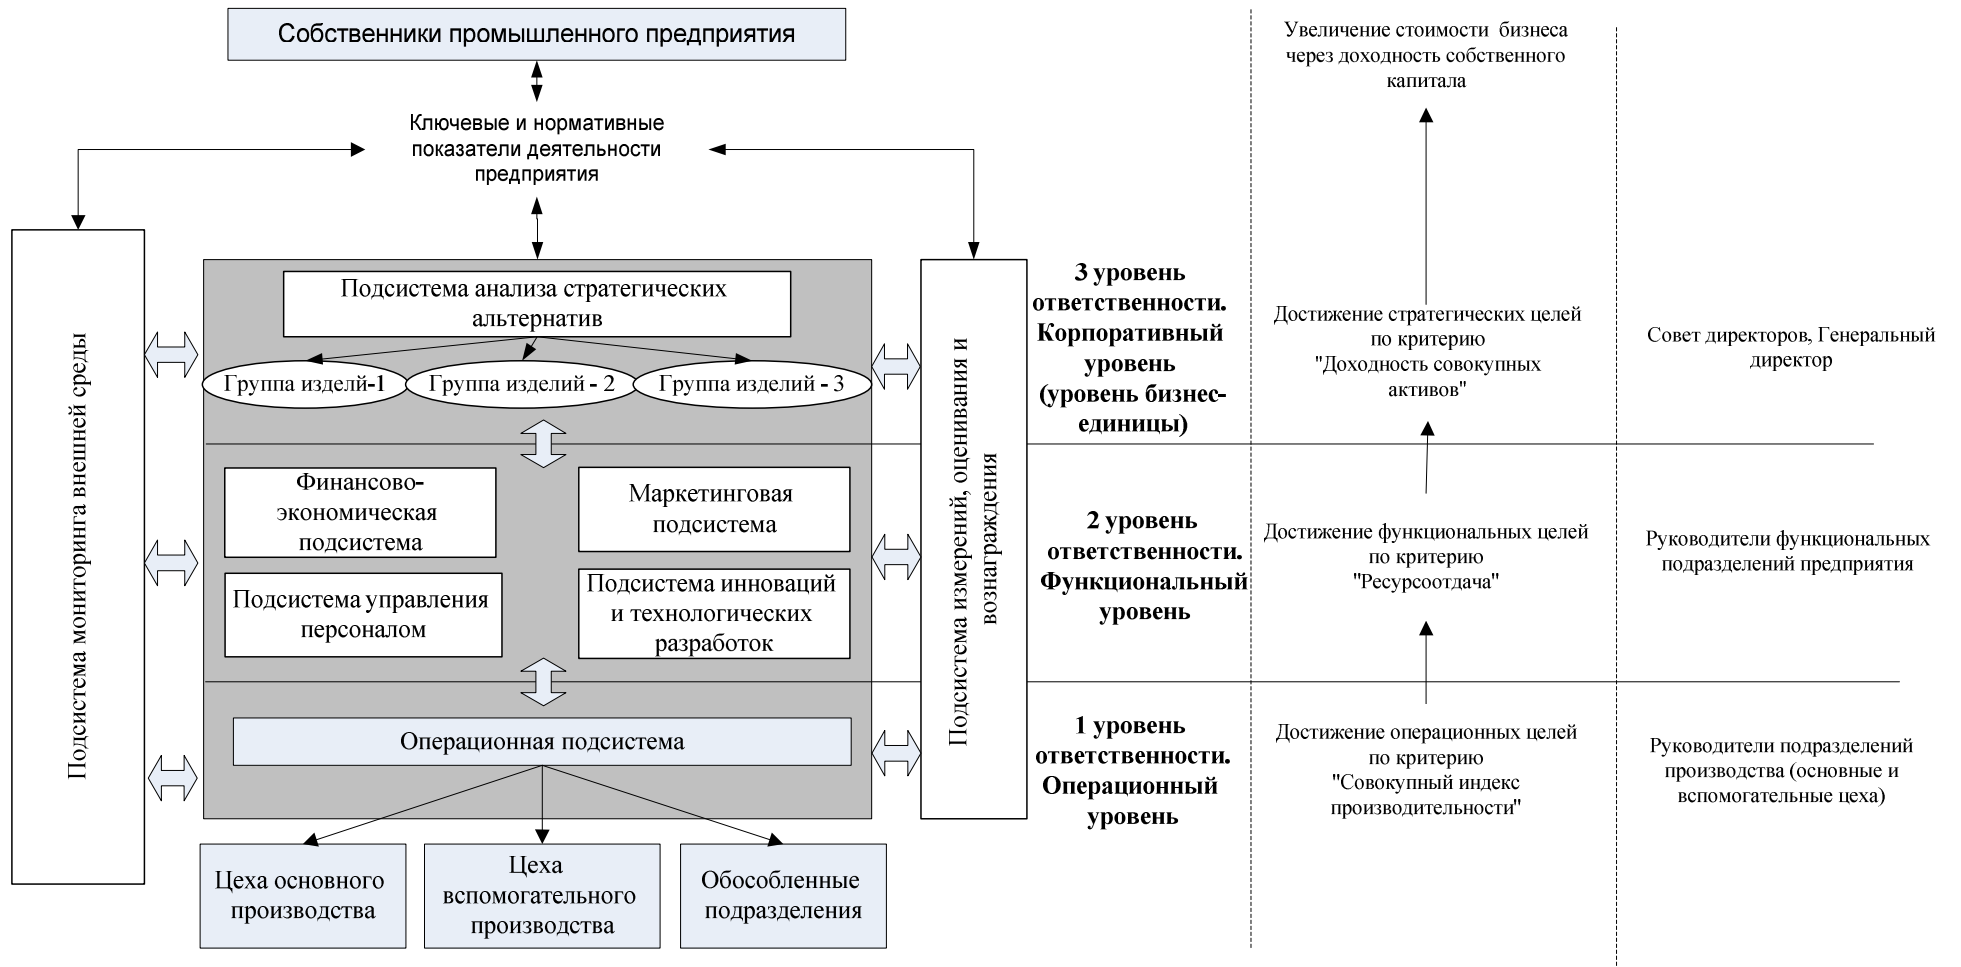 Собственники промышленного предприятия
Ключевые и нормативные
показатели деятельности
предприятия
Подсистема мониторинга внешней среды
Подсистема анализа стратегических
альтернатив
Группа изделй-1
Группа изделий - 2
Группа изделий - 3
Финансово-
экономическая
подсистема
Маркетинговая
подсистема
Подсистема управления
персоналом
Подсистема инноваций
и технологических
разработок
Операционная подсистема
Цеха основного
производства
Цеха
вспомогательного
производства
Обособленные
подразделения
Подсистема измерений, оценивания и
вознаграждения
3 уровень
ответственности.
Корпоративный
уровень
(уровень бизнес-
единицы)
2 уровень
ответственности.
Функциональный
уровень
1 уровень
ответственности.
Операционный
уровень
Увеличение стоимости бизнеса
через доходность собственного
капитала
Достижение стратегических целей
по критерию
"Доходность совокупных
активов"
Достижение функциональных целей
по критерию
"Ресурсоотдача"
Достижение операционных целей
по критерию
"Совокупный индекс
производительности"
Совет директоров, Генеральный
директор
Руководители функциональных
подразделений предприятия
Руководители подразделений
производства (основные и
вспомогательные цеха)